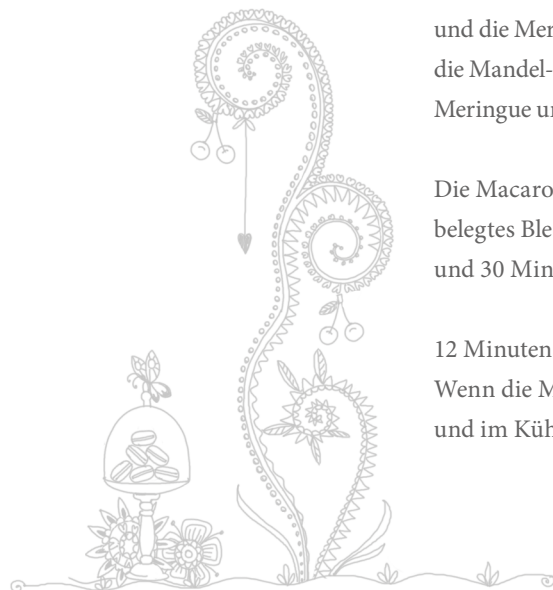 und die Mer
die Mandel-
Meringue u
Die Macaro
belegtes Ble
und 30 Min
12 Minuten
Wenn die M
und im Küh